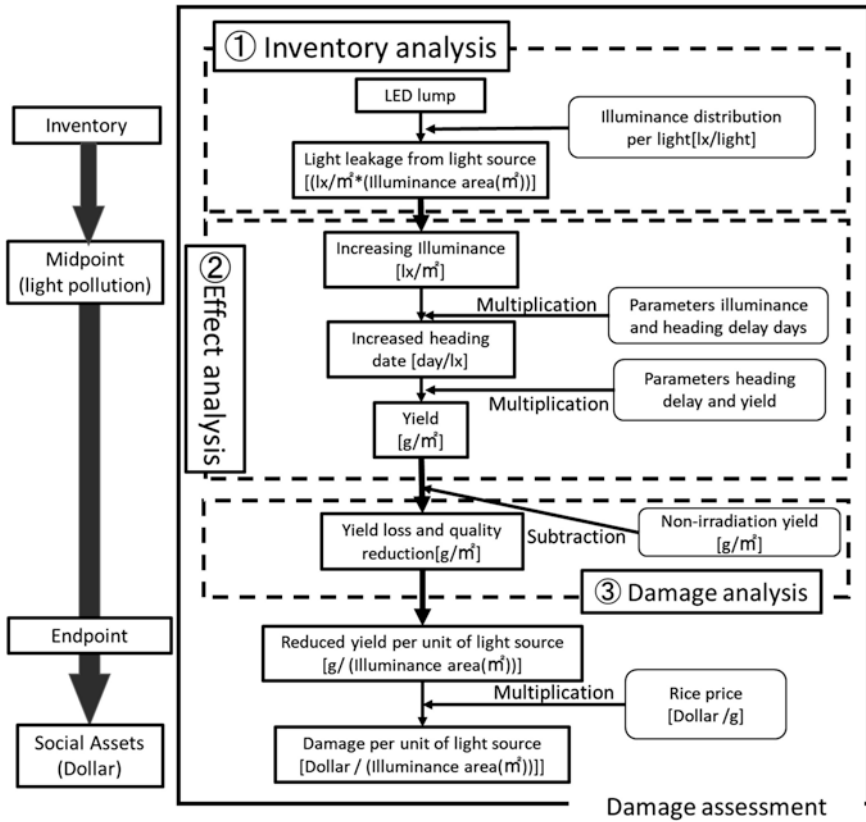 ① Inventory analysis
LED lump
Inventory
Illuminance distribution
per light[lx/light]
Light leakage from light source
[(lx/㎡*(Illuminance area(㎡))]
Midpoint
(light pollution)
② Effect analysis
Increasing Illuminance
[lx/㎡]
Multiplication
Parameters illuminance
and heading delay days
Increased heading
date [day/lx]
Multiplication
Parameters heading
delay and yield
Yield
[g/㎡]
Yield loss and quality
reduction[g/㎡]
Subtraction
Non-irradiation yield
[g/㎡]
③ Damage analysis
Endpoint
Reduced yield per unit of light source
[g/ (Illuminance area(㎡))]
Multiplication
Rice price
[Dollar /g]
Social Assets
(Dollar)
Damage per unit of light source
[Dollar / (Illuminance area(㎡))]]
Damage assessment